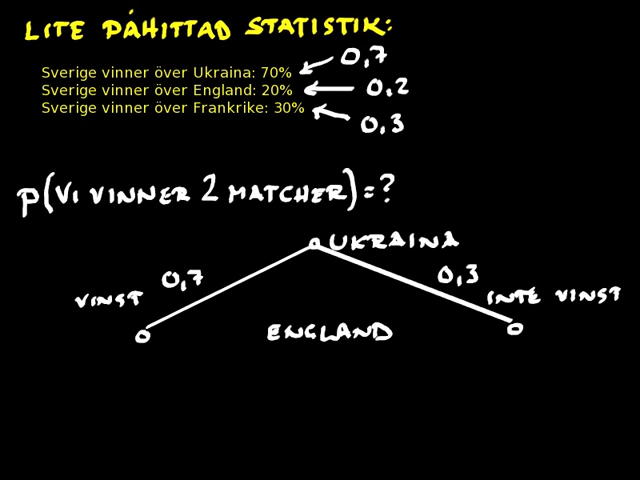 LITE PÅHITTAD STATISTIK:
Sverige vinner över Ukraina: 70% 0,7
Sverige vinner över England: 20% 0,2
Sverige vinner över Frankrike: 30% 0,3
P(VI VINNER 2 MATCHER)=?
UKRAINA
VINST 0,7 0,3 INTE VINST
ENGLAND